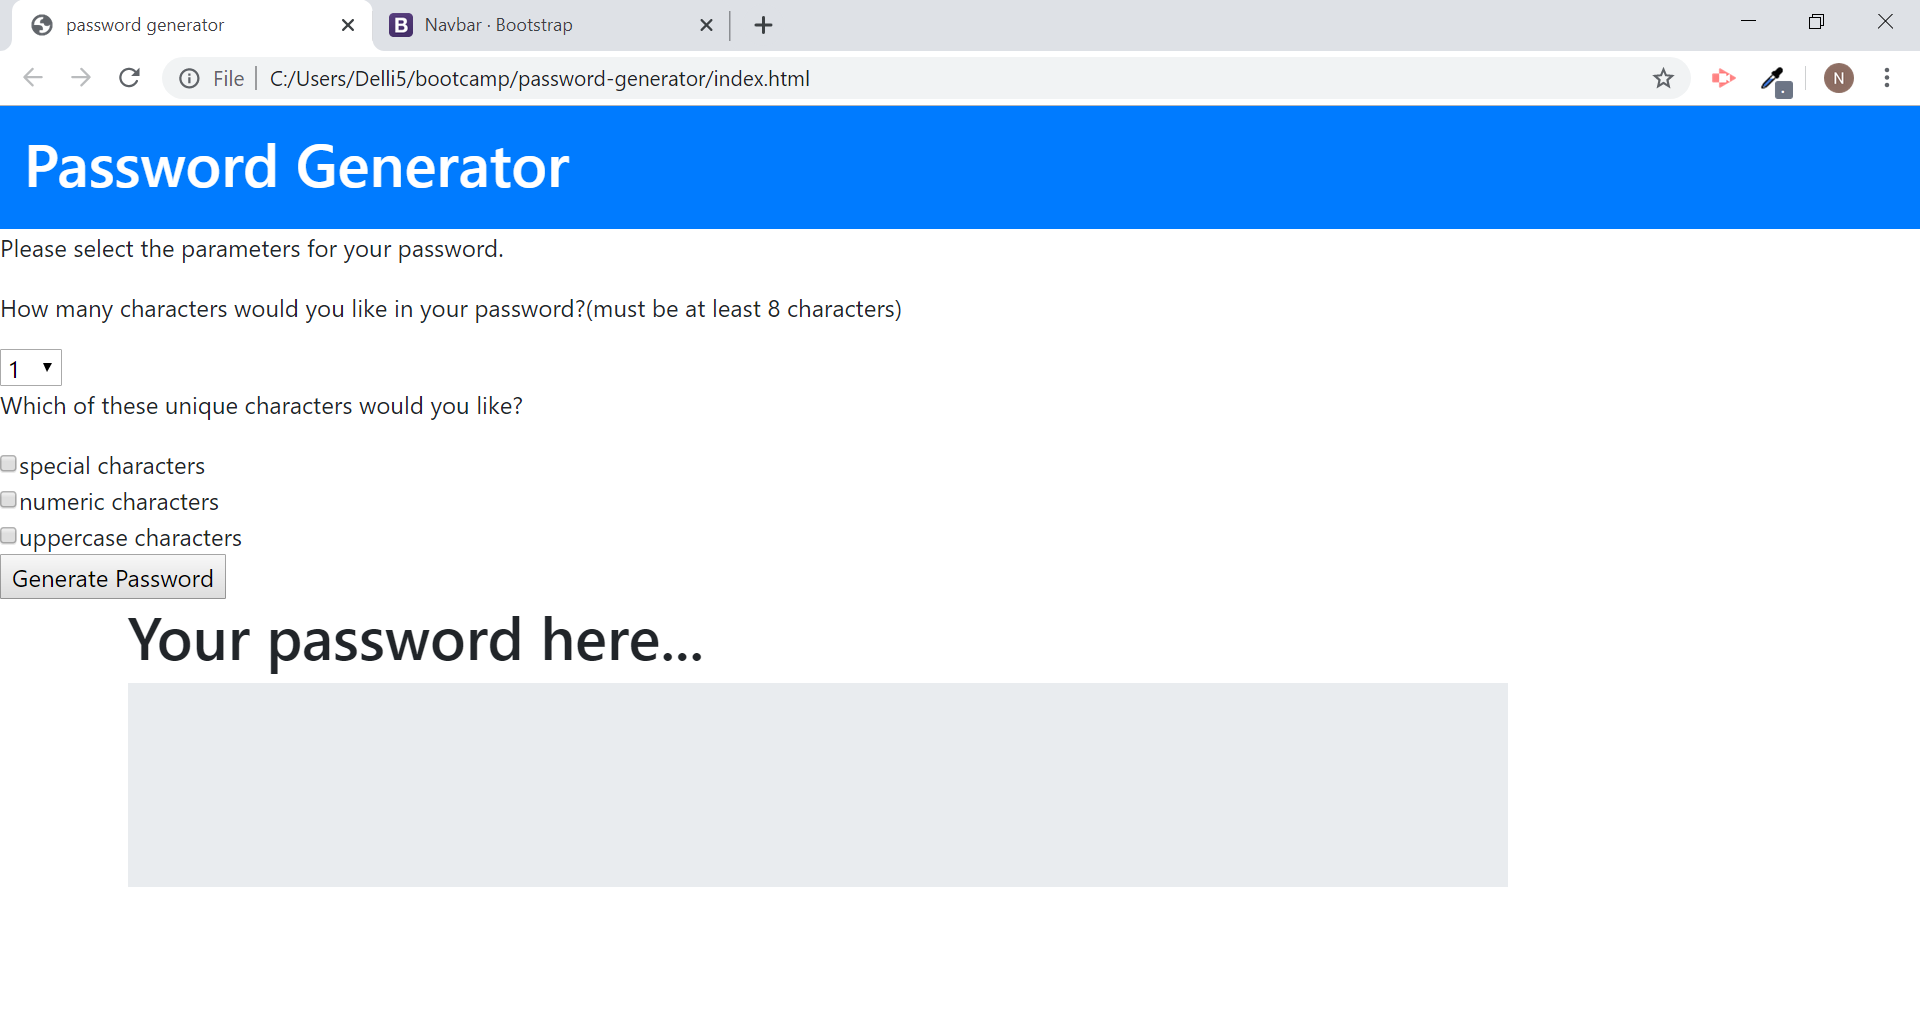 password generator
B Navbar · Bootstrap
File C:/Users/Delli5/bootcamp/password-generator/index.html
N
Password Generator
Please select the parameters for your password.
How many characters would you like in your password?(must be at least 8 characters)
1
Which of these unique characters would you like?
special characters
numeric characters
uppercase characters
Generate Password
Your password here...